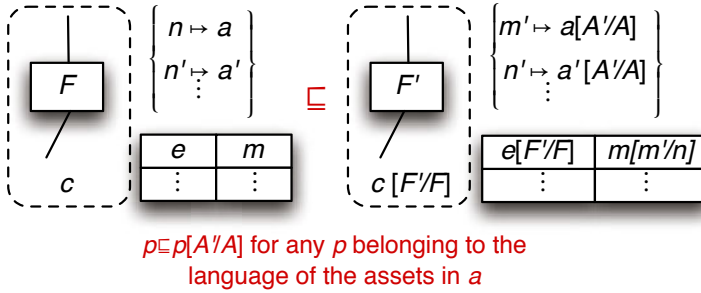 n ↦ a
n' ↦ a'
⋮
F
c
e m
⋮ ⋮
⊑
m' ↦ a[A'/A]
n' ↦ a' [A'/A]
⋮
F'
c [F'/F]
e[F'/F] m[m'/n]
⋮ ⋮
p⊑p[A'/A] for any p belonging to the
language of the assets in a